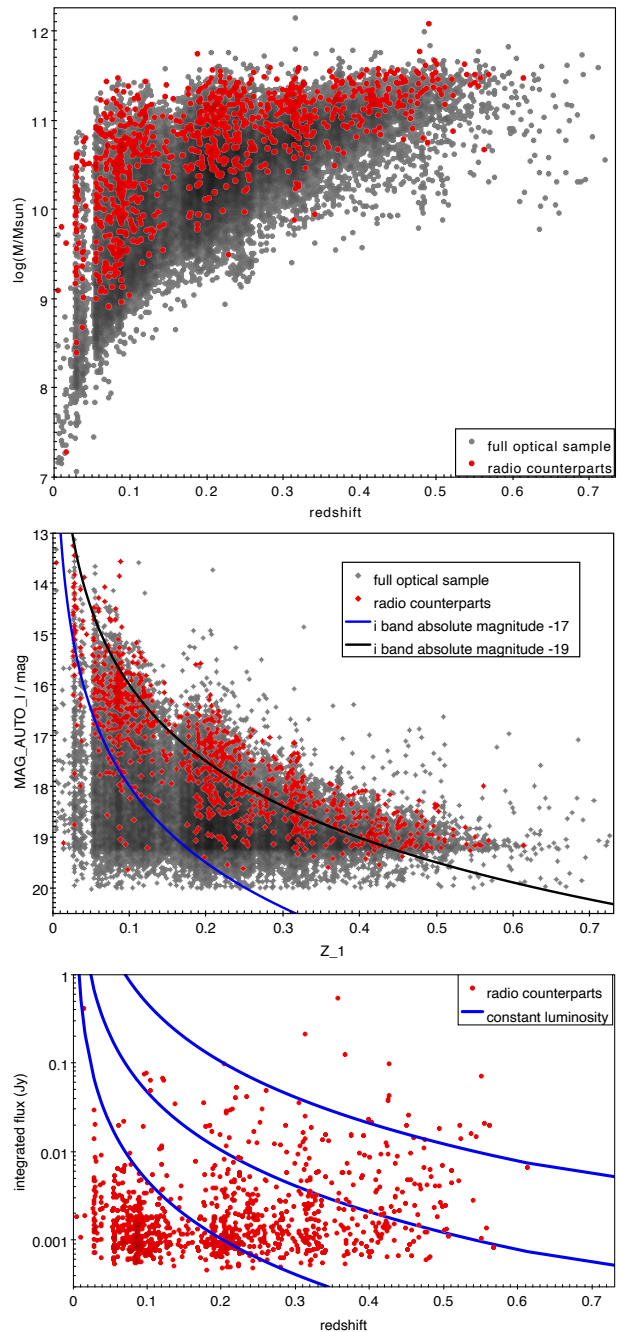 12
11
10
9
8
7
log(M/Msun)
full optical sample
radio counterparts
0 0.1 0.2 0.3 0.4 0.5 0.6 0.7
redshift
13
14
15
16
17
18
19
20
MAG_AUTO_I / mag
full optical sample
radio counterparts
i band absolute magnitude -17
i band absolute magnitude -19
0 0.1 0.2 0.3 0.4 0.5 0.6 0.7
Z_1
1
0.1
0.01
0.001
integrated flux (Jy)
radio counterparts
constant luminosity
0 0.1 0.2 0.3 0.4 0.5 0.6 0.7
redshift